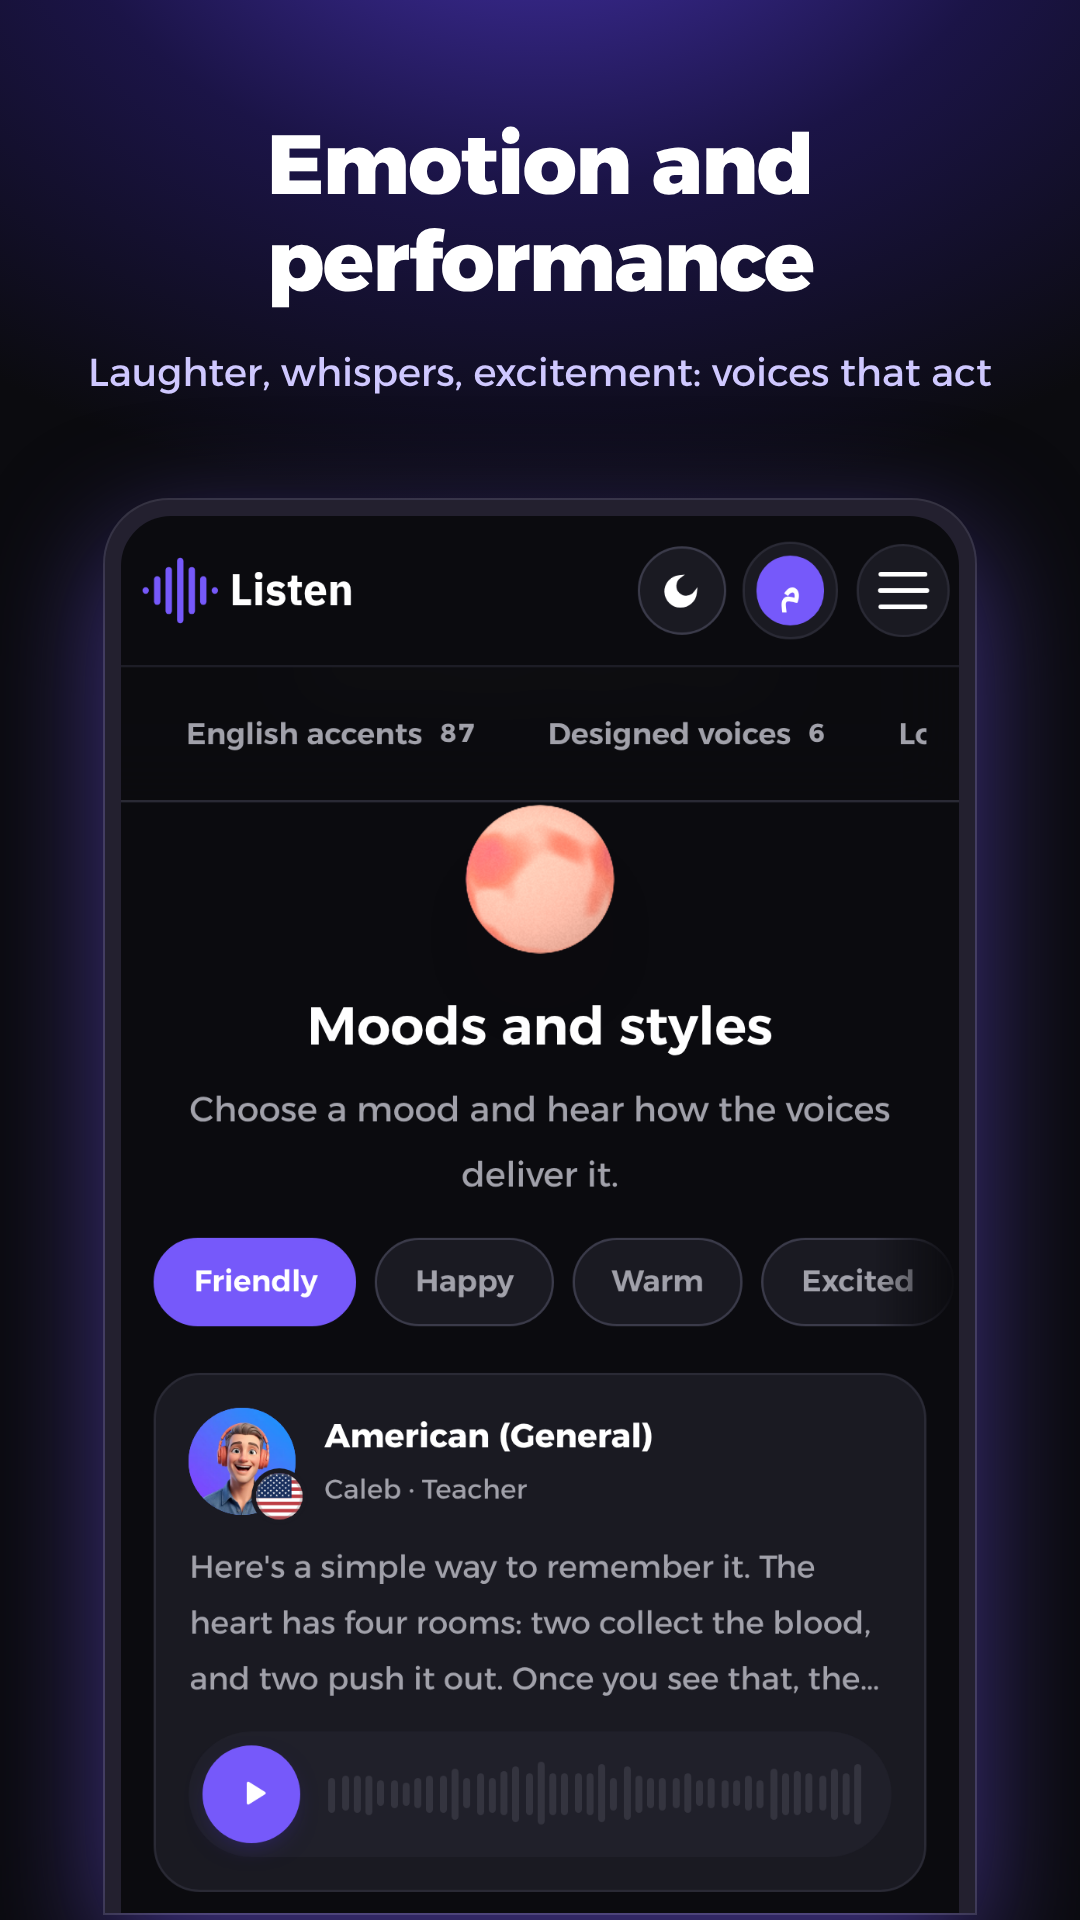 Emotion and
performance
Laughter, whispers, excitement: voices that act
Listen
م
English accents 87 Designed voices 6
Moods and styles
Choose a mood and hear how the voices
deliver it.
Friendly Happy Warm Excited
American (General)
Caleb · Teacher
Here's a simple way to remember it. The
heart has four rooms: two collect the blood,
and two push it out. Once you see that, the...